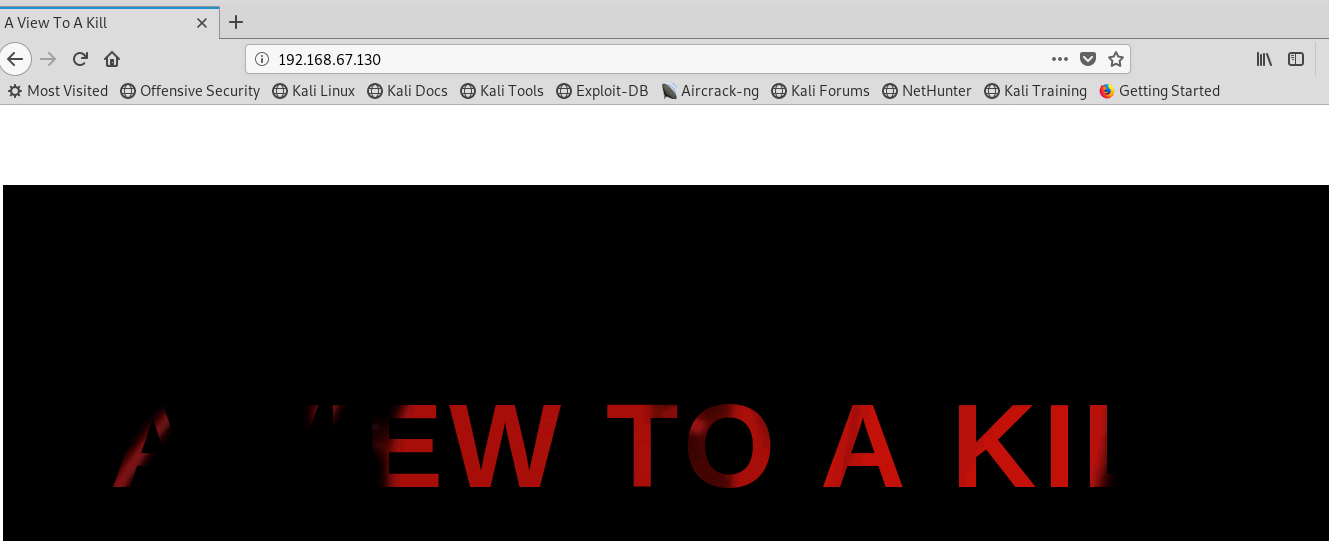 A View To A Kill
192.168.67.130
Most Visited Offensive Security Kali Linux Kali Docs Kali Tools Exploit-DB Aircrack-ng Kali Forums NetHunter Kali Training Getting Started
A VIEW TO A KIL